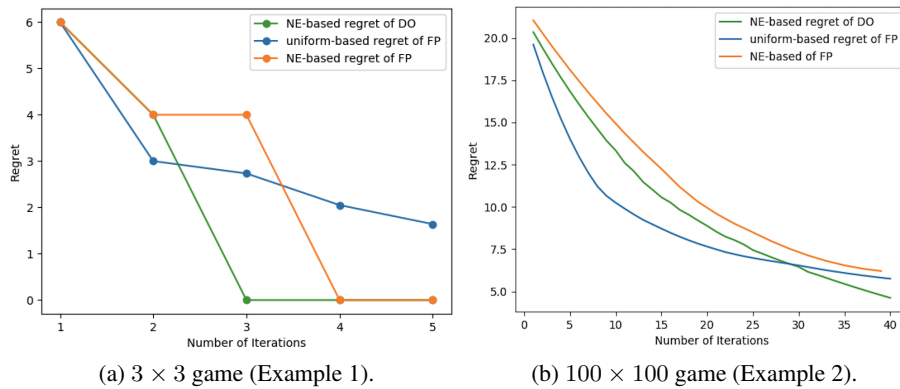 6
5
4
3
2
1
0
Regret
1
2
3
4
5
Number of Iterations
NE-based regret of DO
uniform-based regret of FP
NE-based regret of FP
(a) 3 × 3 game (Example 1).
20.0
17.5
15.0
12.5
10.0
7.5
5.0
Regret
0
5
10
15
20
25
30
35
40
Number of Iterations
NE-based regret of DO
uniform-based regret of FP
NE-based of FP
(b) 100 × 100 game (Example 2).